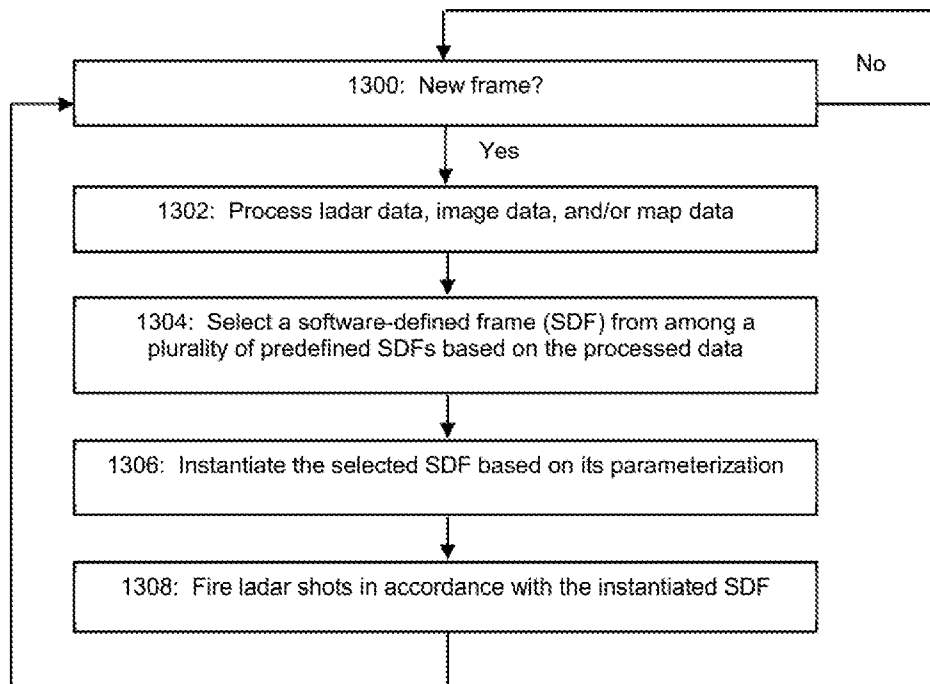 1300: New frame?
No
Yes
1302: Process ladar data, image data, and/or map data
1304: Select a software-defined frame (SDF) from among a
plurality of predefined SDFs based on the processed data
1306: Instantiate the selected SDF based on its parameterization
1308: Fire ladar shots in accordance with the instantiated SDF